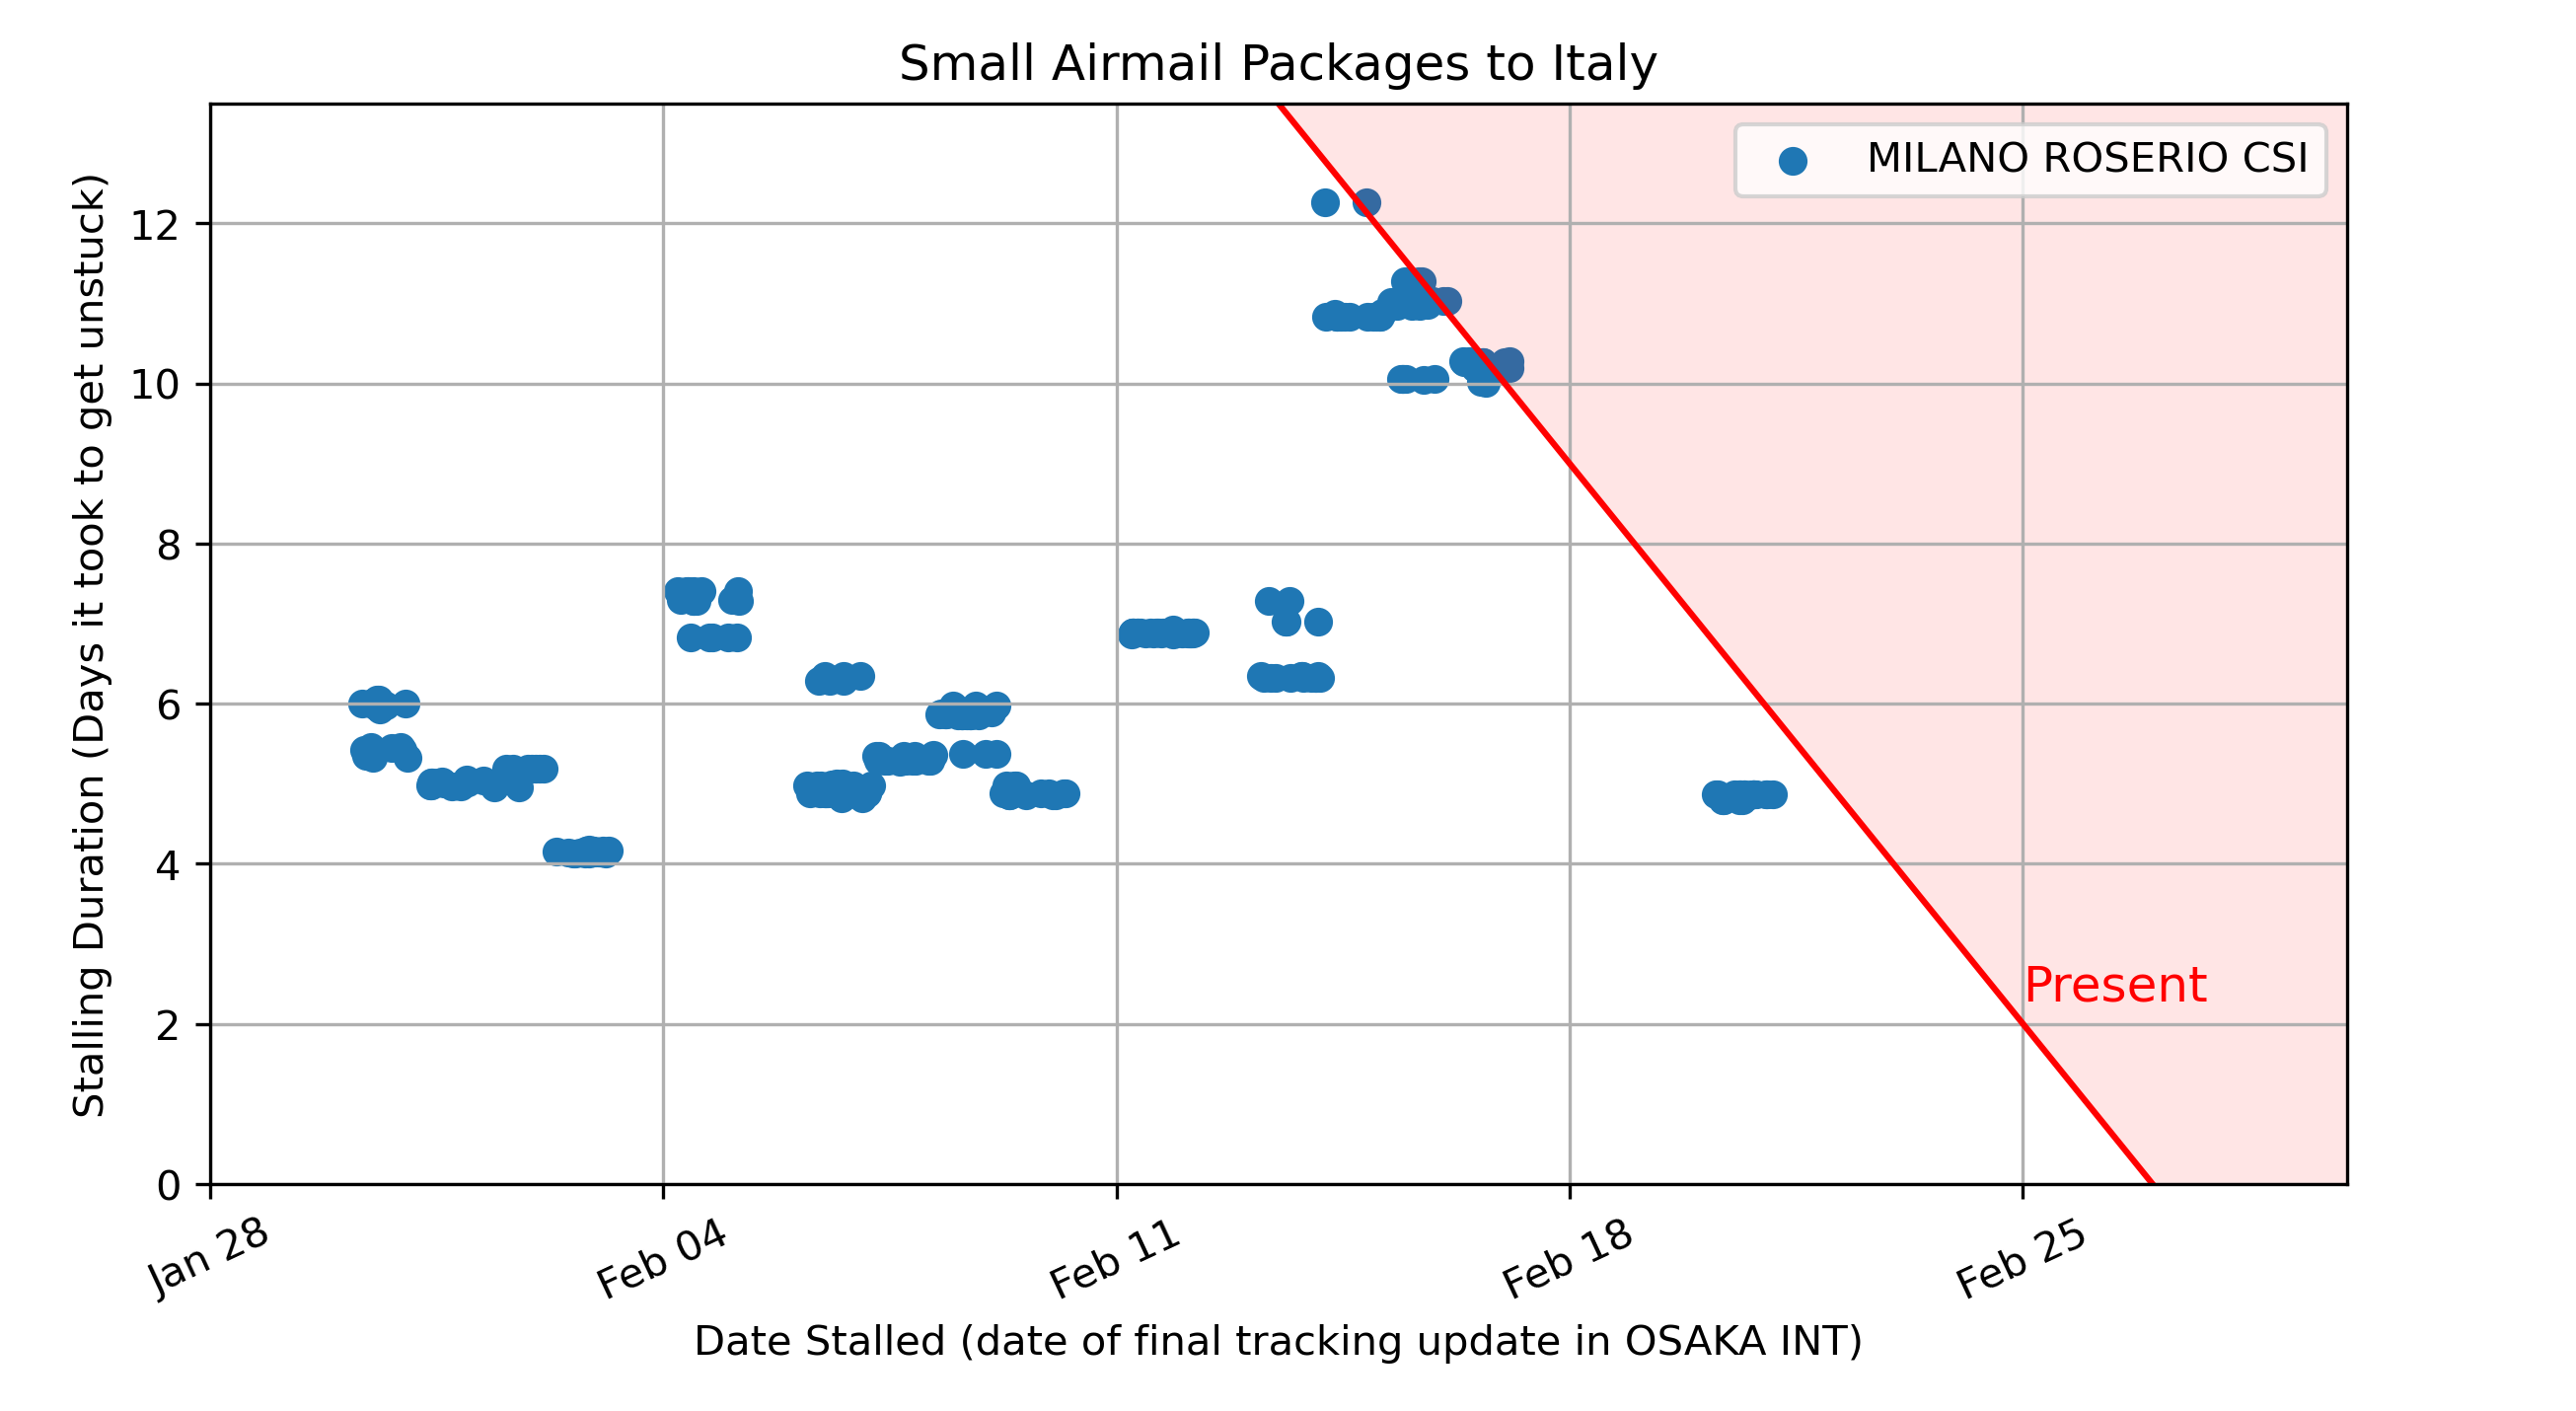 Small Airmail Packages to Italy
MILANO ROSERIO CSI
Stalling Duration (Days it took to get unstuck)
12
10
8
6
4
2
0
Present
Jan 28
Feb 04
Feb 11
Feb 18
Feb 25
Date Stalled (date of final tracking update in OSAKA INT)